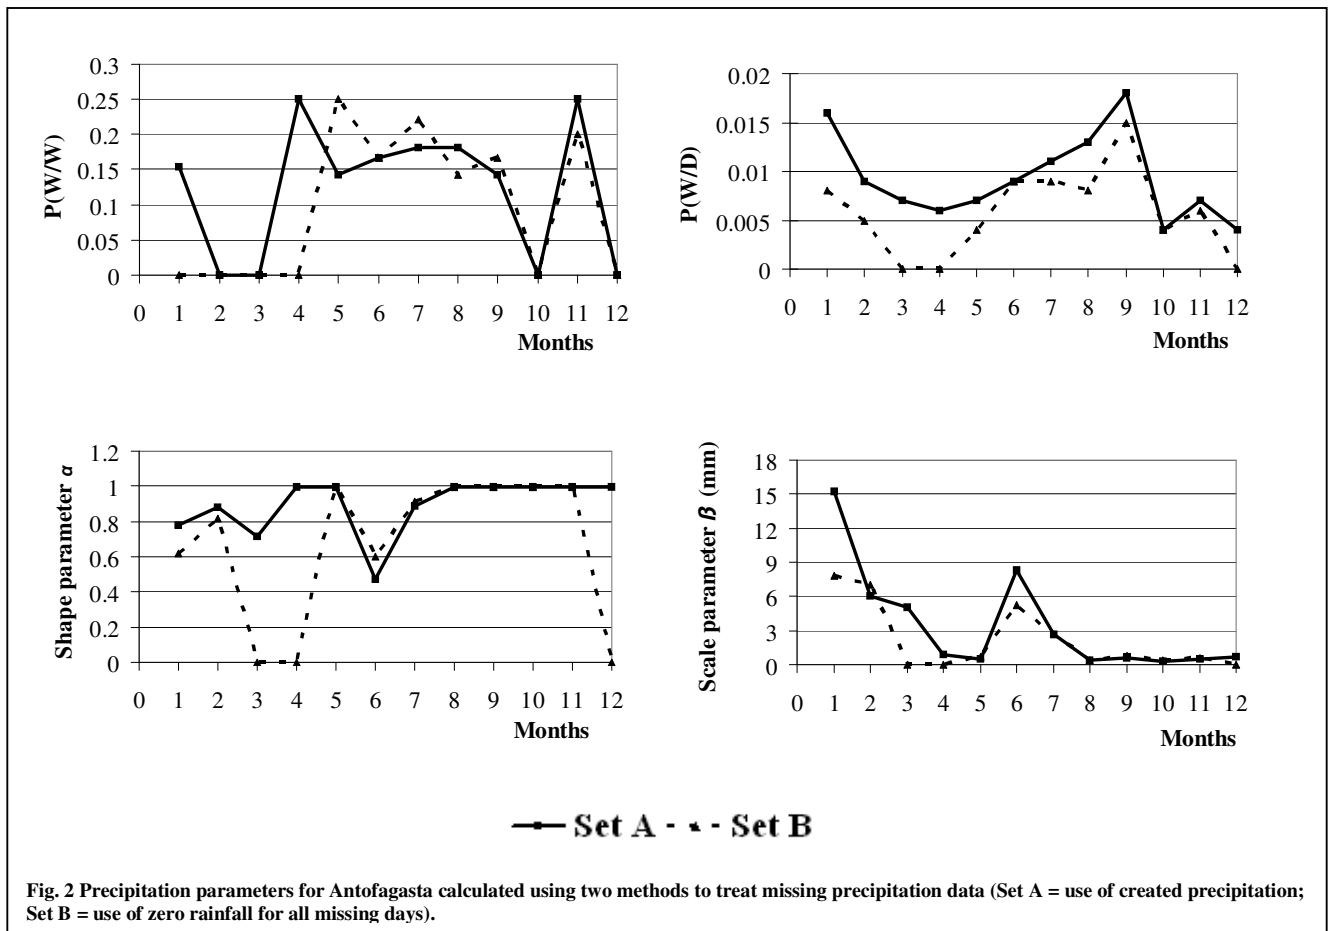 0.3
0.25
0.2
0.15
0.1
0.05
0
P(W/W)
0 1 2 3 4 5 6 7 8 9 10 11 12
Months
0.02
0.015
0.01
0.005
0
P(W/D)
0 1 2 3 4 5 6 7 8 9 10 11 12
Months
1.2
1
0.8
0.6
0.4
0.2
0
Shape parameter α
0 1 2 3 4 5 6 7 8 9 10 11 12
Months
18
15
12
9
6
3
0
Scale parameter β (mm)
0 1 2 3 4 5 6 7 8 9 10 11 12
Months
Set A Set B
Fig. 2 Precipitation parameters for Antofagasta calculated using two methods to treat missing precipitation data (Set A = use of created precipitation;
Set B = use of zero rainfall for all missing days).